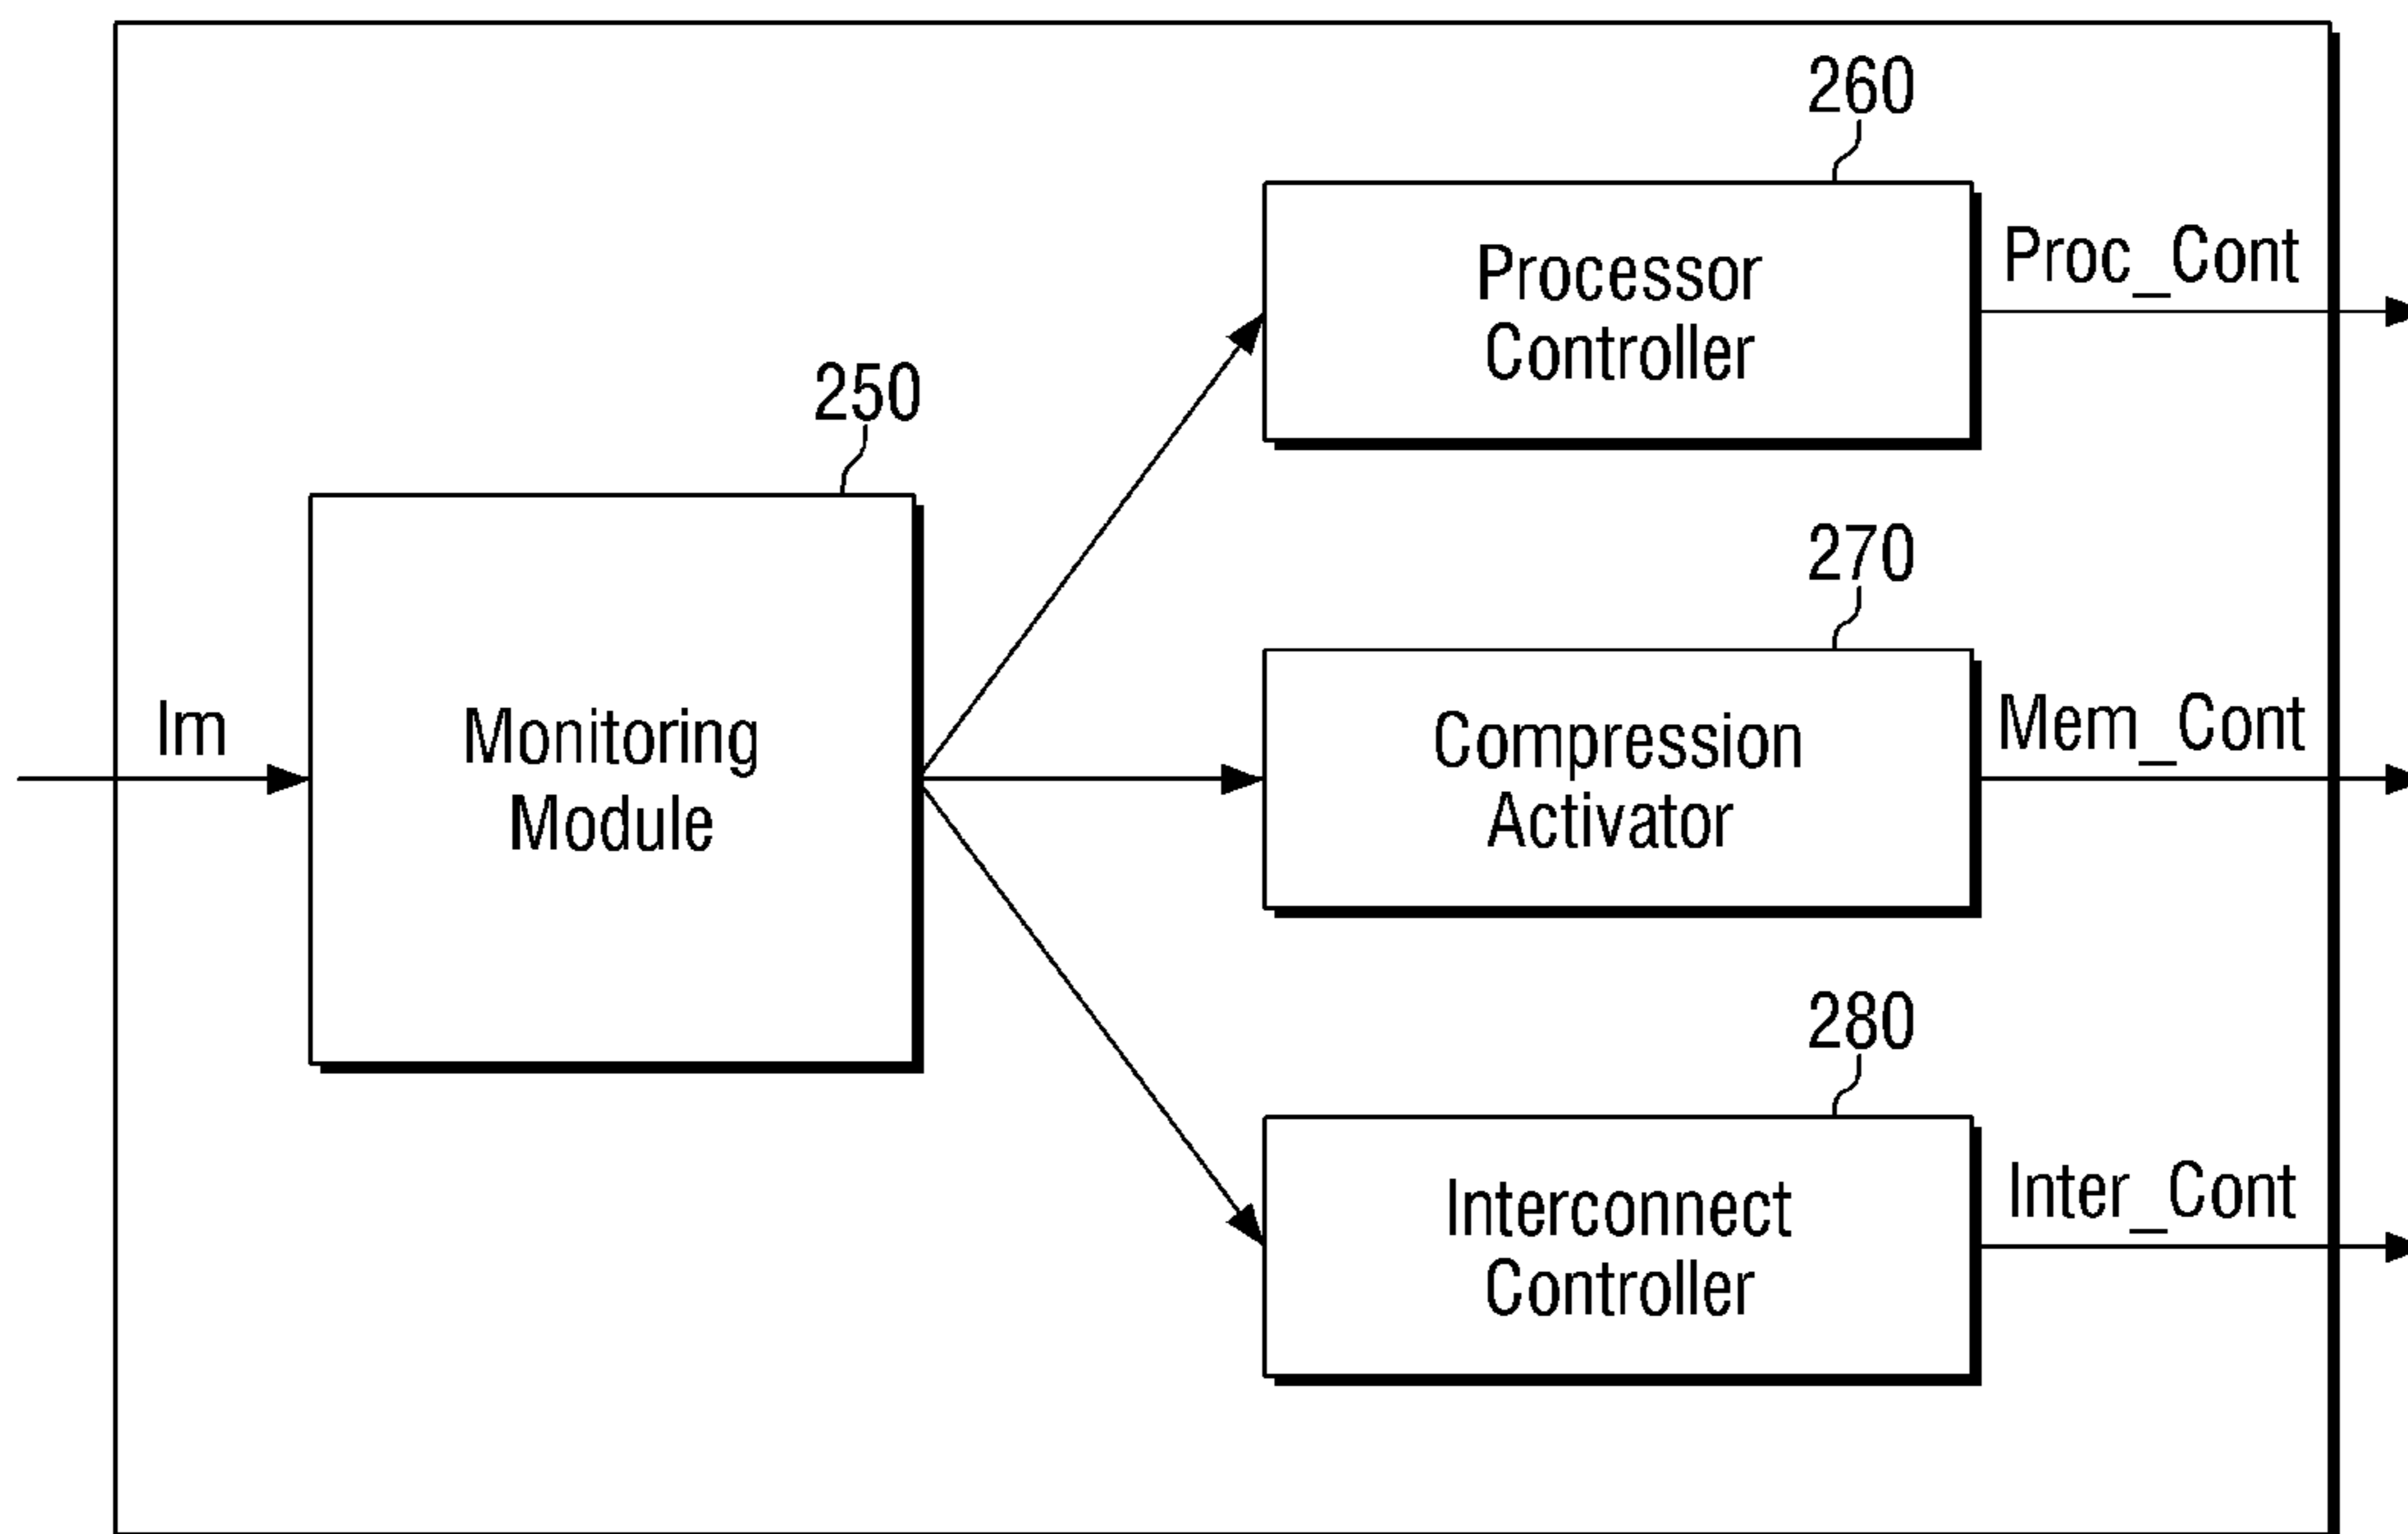 260
Processor
Controller
Proc_Cont
250
Im
Monitoring
Module
270
Compression
Activator
Mem_Cont
280
Interconnect
Controller
Inter_Cont